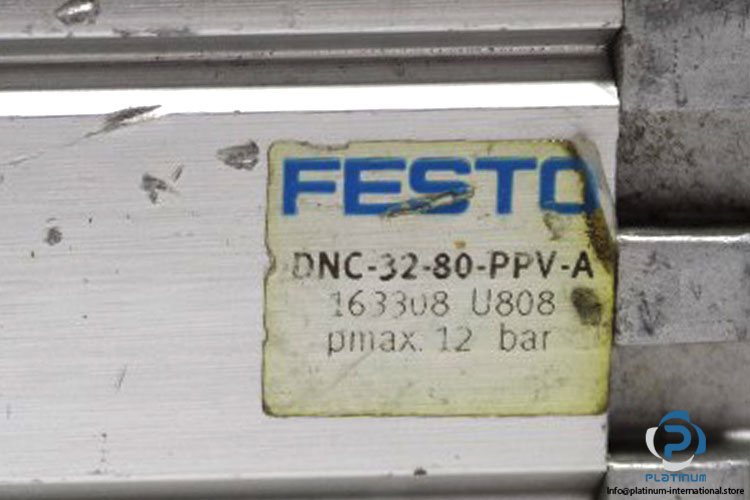 FESTO
DNC-32-80-PPV-A
163308 U808
pmax. 12 bar
PLATINUM
info@platinum-international.store